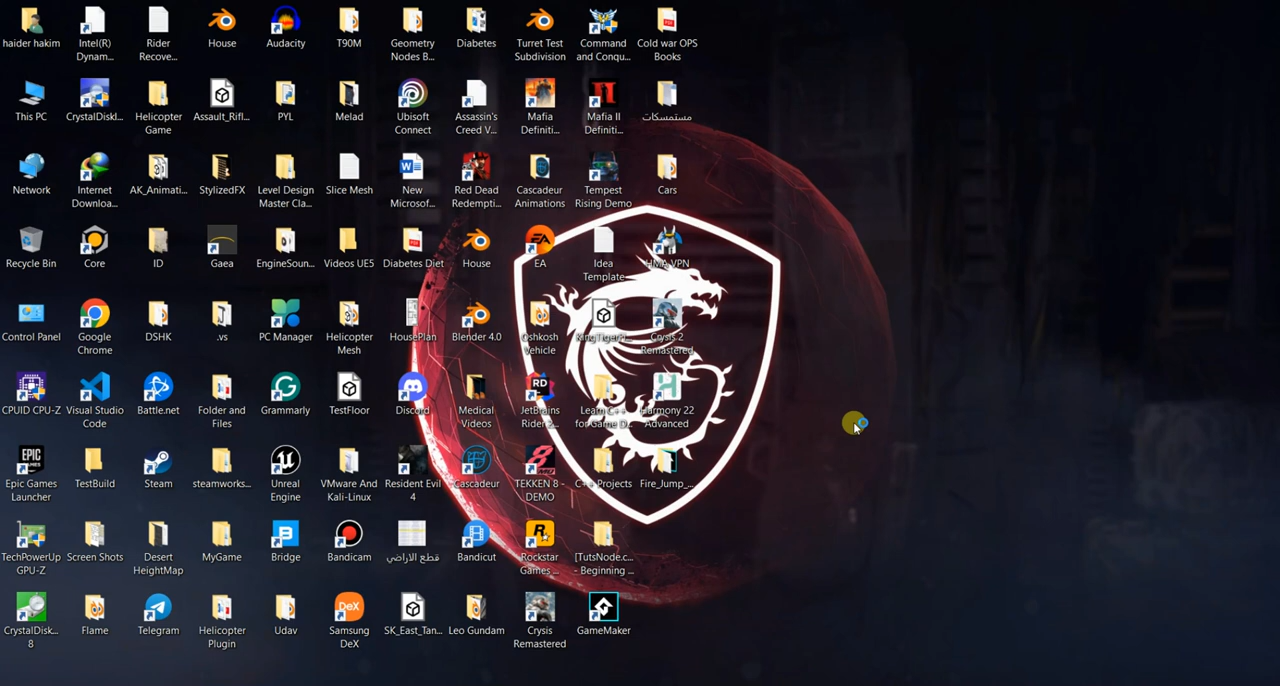 haider hakim
Intel(R)
Dynam...
Rider
Recove...
House
Audacity
T90M
Geometry
Nodes B...
Diabetes
Turret Test
Subdivision
Command
and Conqu...
Cold war OPS
Books
This PC
CrystalDiskI...
Helicopter
Game
Assault_Rifl...
PYL
Melad
Ubisoft
Connect
Assassin's
Creed V...
Mafia
Definiti...
Mafia II
Definiti...
مستمسكات
Network
Internet
Downloa...
AK_Animati...
StylizedFX
Level Design
Master Cla...
Slice Mesh
New
Microsof...
Red Dead
Redempti...
Cascadeur
Animations
Tempest
Rising Demo
Cars
Recycle Bin
Core
ID
Gaea
EngineSoun...
Videos UE5
Diabetes Diet
House
EA
Idea
Template
HMA VPN
Control Panel
Google
Chrome
DSHK
.vs
PC Manager
Helicopter
Mesh
HousePlan
Blender 4.0
Oshkosh
Vehicle
KingTigerH...
Crysis 2
Remastered
CPUID CPU-Z
Visual Studio
Code
Battle.net
Folder and
Files
Grammarly
TestFloor
Discord
Medical
Videos
JetBrains
Rider 2...
Learn C++
for Game D...
Harmony 22
Advanced
Epic Games
Launcher
TestBuild
Steam
steamworks...
Unreal
Engine
VMware And
Kali-Linux
Resident Evil
4
Cascadeur
TEKKEN 8 -
DEMO
C++ Projects
Fire_Jump_...
TechPowerUp
GPU-Z
Screen Shots
Desert
HeightMap
MyGame
Bridge
Bandicam
قطع الاراضي
Bandicut
Rockstar
Games ...
[TutsNode.c...
- Beginning ...
CrystalDisk...
8
Flame
Telegram
Helicopter
Plugin
Udav
Samsung
DeX
SK_East_Tan...
Leo Gundam
Crysis
Remastered
GameMaker